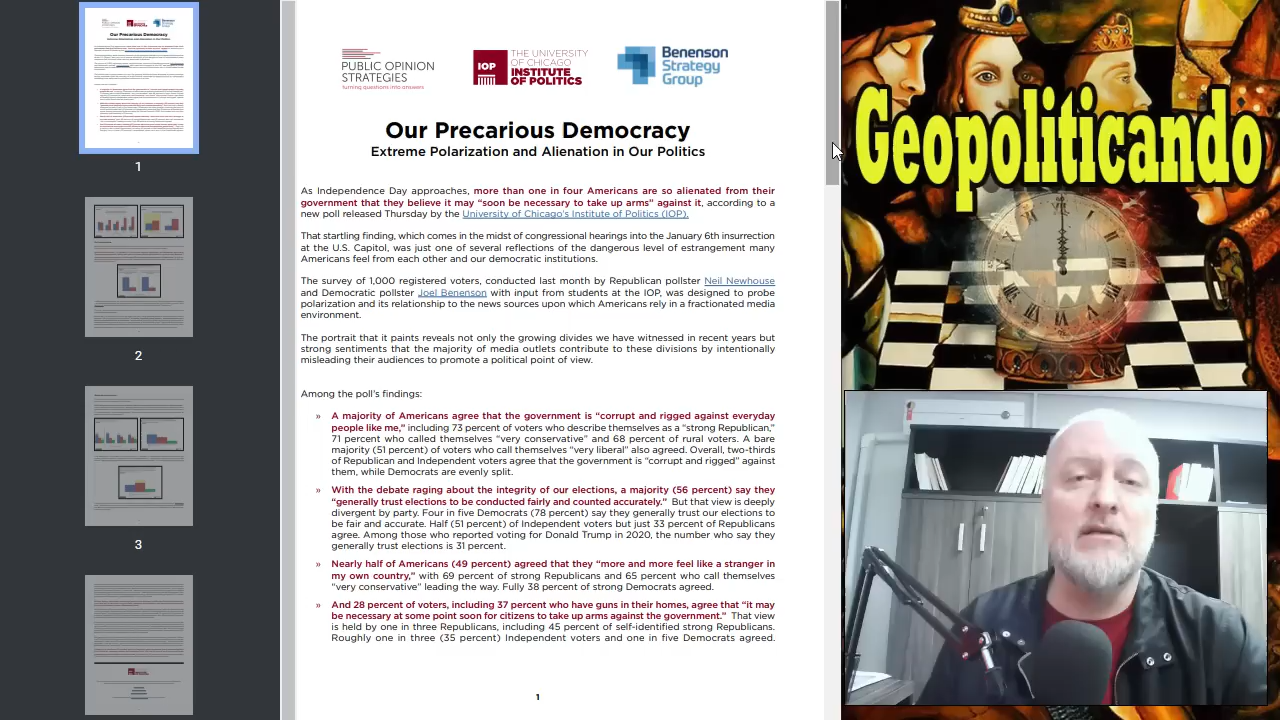 PUBLIC OPINION
STRATEGIES
Turning questions into answers
IOP
THE UNIVERSITY
OF CHICAGO
INSTITUTE
OF POLITICS
Benenson
Strategy
Group
Our Precarious Democracy
Extreme Polarization and Alienation in Our Politics
As Independence Day approaches, more than one in four Americans are so alienated from their
government that they believe it may “soon be necessary to take up arms” against it, according to a
new poll released Thursday by the University of Chicago’s Institute of Politics (IOP).
That startling finding, which comes in the midst of congressional hearings into the January 6th insurrection
at the U.S. Capitol, was just one of several reflections of the dangerous level of estrangement many
Americans feel from each other and our democratic institutions.
The survey of 1,000 registered voters, conducted last month by Republican pollster Neil Newhouse
and Democratic pollster Joel Benenson with input from students at the IOP, was designed to probe
polarization and its relationship to the news sources upon which Americans rely in a fractionated media
environment.
The portrait that it paints reveals not only the growing divides we have witnessed in recent years but
strong sentiments that the majority of media outlets contribute to these divisions by intentionally
misleading their audiences to promote a political point of view.
Among the poll’s findings:
» A majority of Americans agree that the government is “corrupt and rigged against everyday
people like me,” including 73 percent of voters who describe themselves as a “strong Republican,”
71 percent who called themselves “very conservative” and 68 percent of rural voters. A bare
majority (51 percent) of voters who call themselves “very liberal” also agreed. Overall, two-thirds
of Republican and Independent voters agree that the government is “corrupt and rigged” against
them, while Democrats are evenly split.
» With the debate raging about the integrity of our elections, a majority (56 percent) say they
“generally trust elections to be conducted fairly and counted accurately.” But that view is deeply
divergent by party. Four in five Democrats (78 percent) say they generally trust our elections to
be fair and accurate. Half (51 percent) of Independent voters but just 33 percent of Republicans
agree. Among those who reported voting for Donald Trump in 2020, the number who say they
generally trust elections is 31 percent.
» Nearly half of Americans (49 percent) agreed that they “more and more feel like a stranger in
my own country,” with 69 percent of strong Republicans and 65 percent who call themselves
“very conservative” leading the way. Fully 38 percent of strong Democrats agreed.
» And 28 percent of voters, including 37 percent who have guns in their homes, agree that “it may
be necessary at some point soon for citizens to take up arms against the government.” That view
is held by one in three Republicans, including 45 percent of self-identified strong Republicans.
Roughly one in three (35 percent) Independent voters and one in five Democrats agreed.
1
1
2
3
Our Precarious Democracy
Geopoliticando